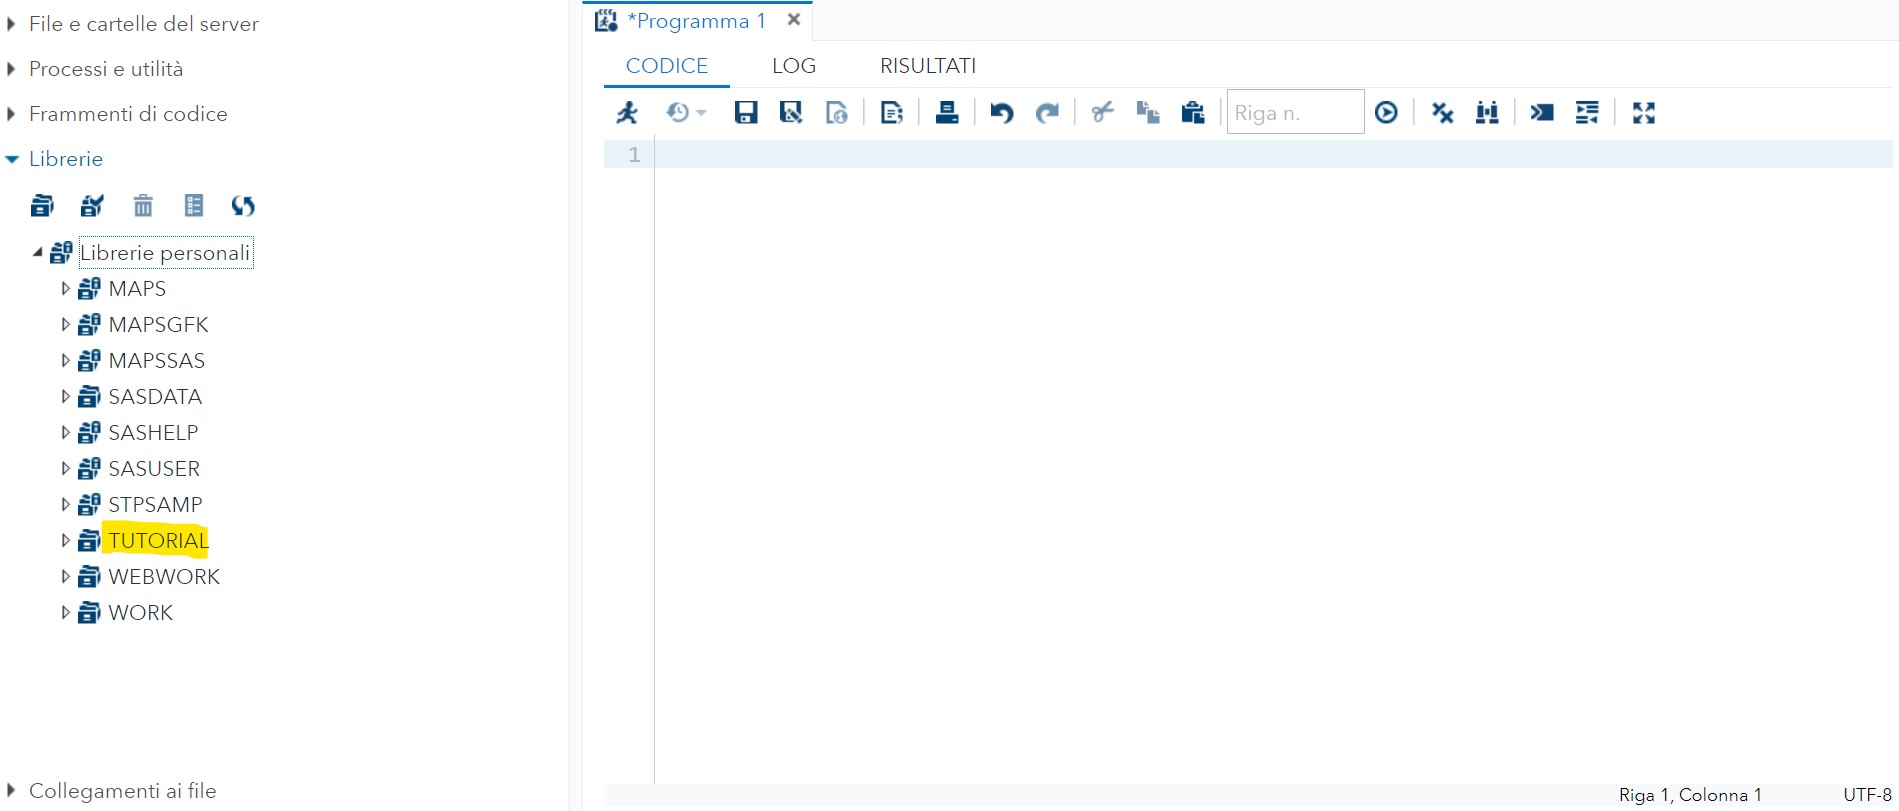 File e cartelle del server
Processi e utilità
Frammenti di codice
Librerie
Librerie personali
MAPS
MAPSGFK
MAPSSAS
SASDATA
SASHELP
SASUSER
STPSAMP
TUTORIAL
WEBWORK
WORK
Collegamenti ai file
*Programma 1
CODICE LOG RISULTATI
Riga n.
1
Riga 1, Colonna 1 UTF-8